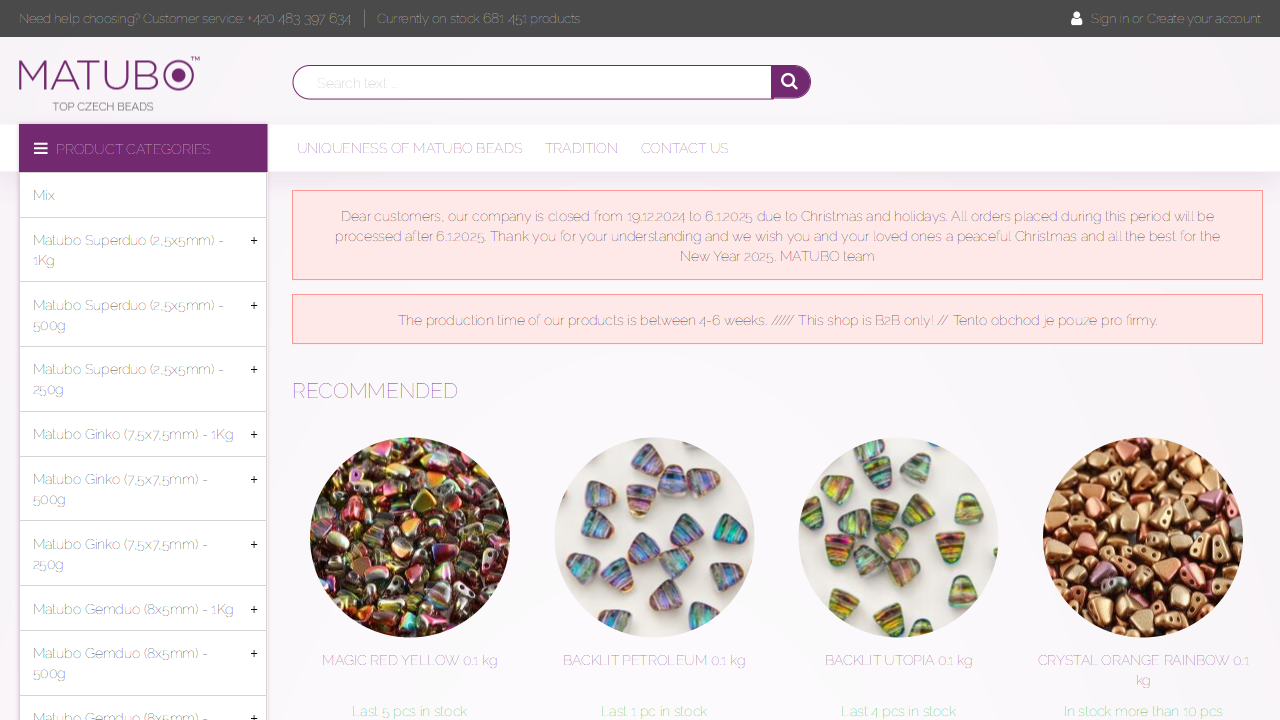 Need help choosing? Customer service: +420 483 397 634
Currently on stock 681 451 products
Sign in or Create your account
MATUBO™
TOP CZECH BEADS
Search text ...
PRODUCT CATEGORIES
UNIQUENESS OF MATUBO BEADS
TRADITION
CONTACT US
Mix
Matubo Superduo (2,5x5mm) -
1Kg
+
Matubo Superduo (2,5x5mm) -
500g
+
Matubo Superduo (2,5x5mm) -
250g
+
Matubo Ginko (7,5x7,5mm) - 1Kg
+
Matubo Ginko (7,5x7,5mm) -
500g
+
Matubo Ginko (7,5x7,5mm) -
250g
+
Matubo Gemduo (8x5mm) - 1Kg
+
Matubo Gemduo (8x5mm) -
500g
+
Matubo Gemduo (8x5mm) -
+
Dear customers, our company is closed from 19.12.2024 to 6.1.2025 due to Christmas and holidays. All orders placed during this period will be
processed after 6.1.2025. Thank you for your understanding and we wish you and your loved ones a peaceful Christmas and all the best for the
New Year 2025. MATUBO team
The production time of our products is between 4-6 weeks. ///// This shop is B2B only! // Tento obchod je pouze pro firmy.
RECOMMENDED
MAGIC RED YELLOW 0.1 kg
Last 5 pcs in stock
BACKLIT PETROLEUM 0.1 kg
Last 1 pc in stock
BACKLIT UTOPIA 0.1 kg
Last 4 pcs in stock
CRYSTAL ORANGE RAINBOW 0.1
kg
In stock more than 10 pcs